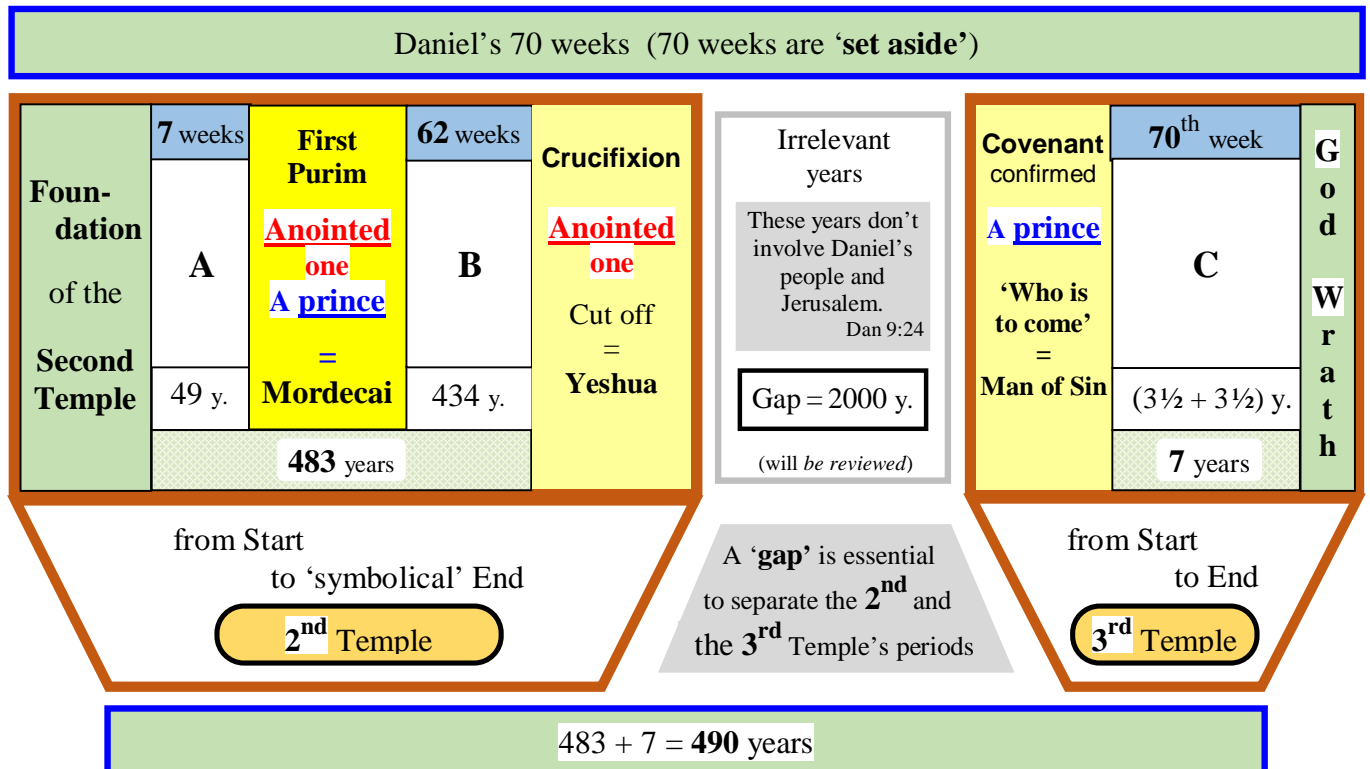 Daniel's 70 weeks (70 weeks are ‘set aside’)
Foun-
dation
of the
Second
Temple
7 weeks
A
49 y.
First
Purim
Anointed
one
A prince
=
Mordecai
62 weeks
B
434 y.
483 years
Crucifixion
Anointed
one
Cut off
=
Yeshua
Irrelevant
years
These years don’t
involve Daniel’s
people and
Jerusalem.
Dan 9:24
Gap = 2000 y.
(will be reviewed)
Covenant
confirmed
A prince
‘Who is
to come’
=
Man of Sin
70th week
C
(3½ + 3½) y.
7 years
God
Wrath
from Start
to ‘symbolical’ End
2nd Temple
A ‘gap’ is essential
to separate the 2nd and
the 3rd Temple’s periods
from Start
to End
3rd Temple
483 + 7 = 490 years